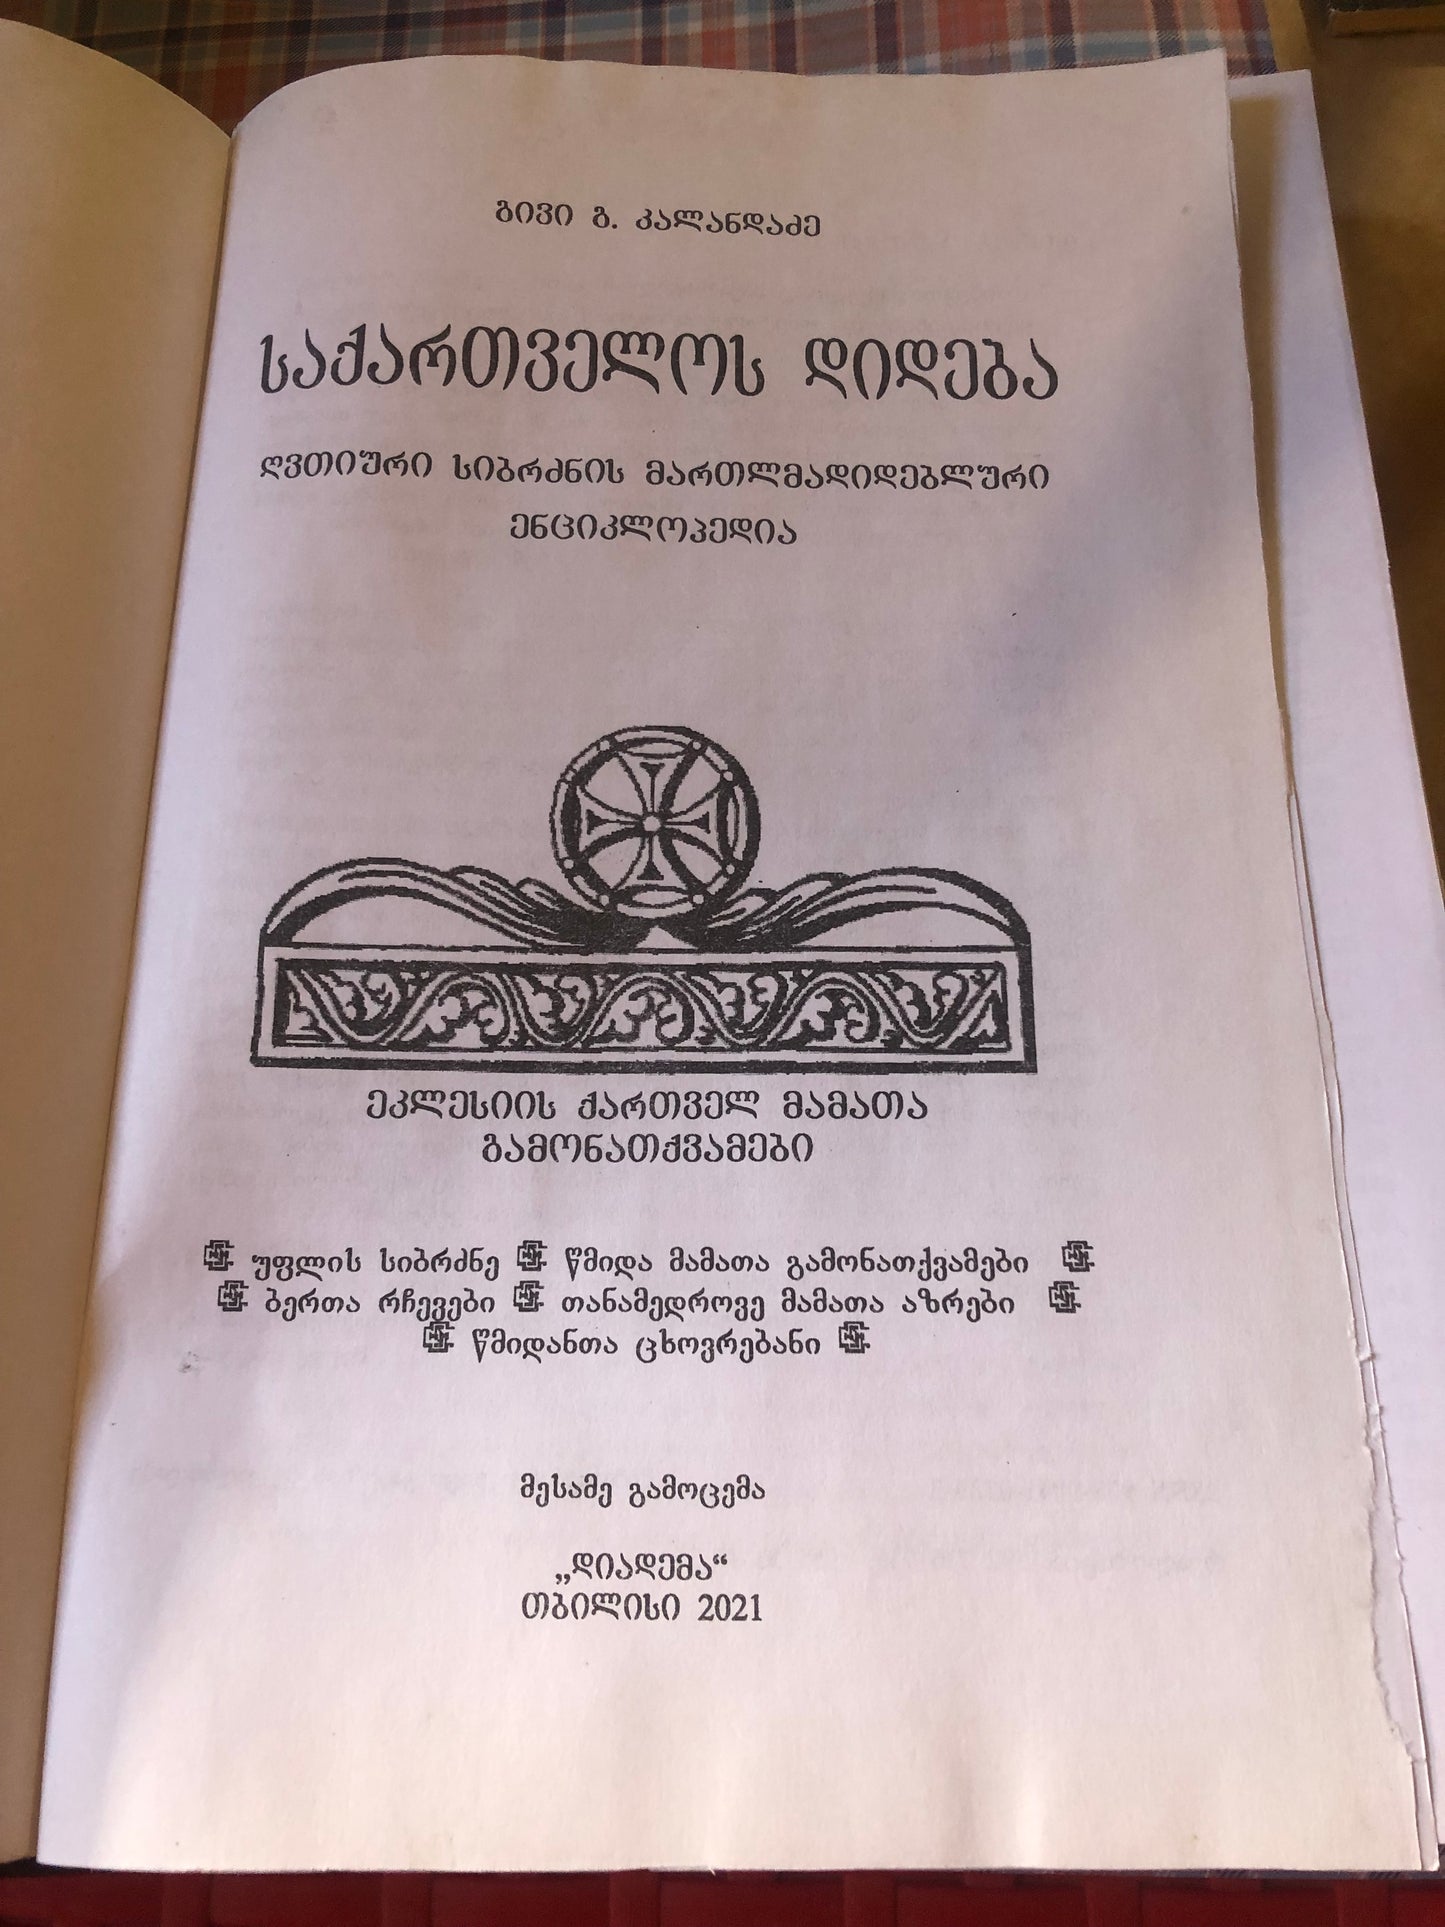 გივი გ. კალანდაძე
საქართველოს დიდება
ღვთიური სიბრძნის მართლმადიდებლური
ენციკლოპედია
ეკლესიის ქართველ მამათა
გამონათქვამები
უფლის სიბრძნე წმიდა მამათა გამონათქვამები
ბერთა რჩევები თანამედროვე მამათა აზრები
წმიდანთა ცხოვრებანი
მესამე გამოცემა
„დიადემა“
თბილისი 2021